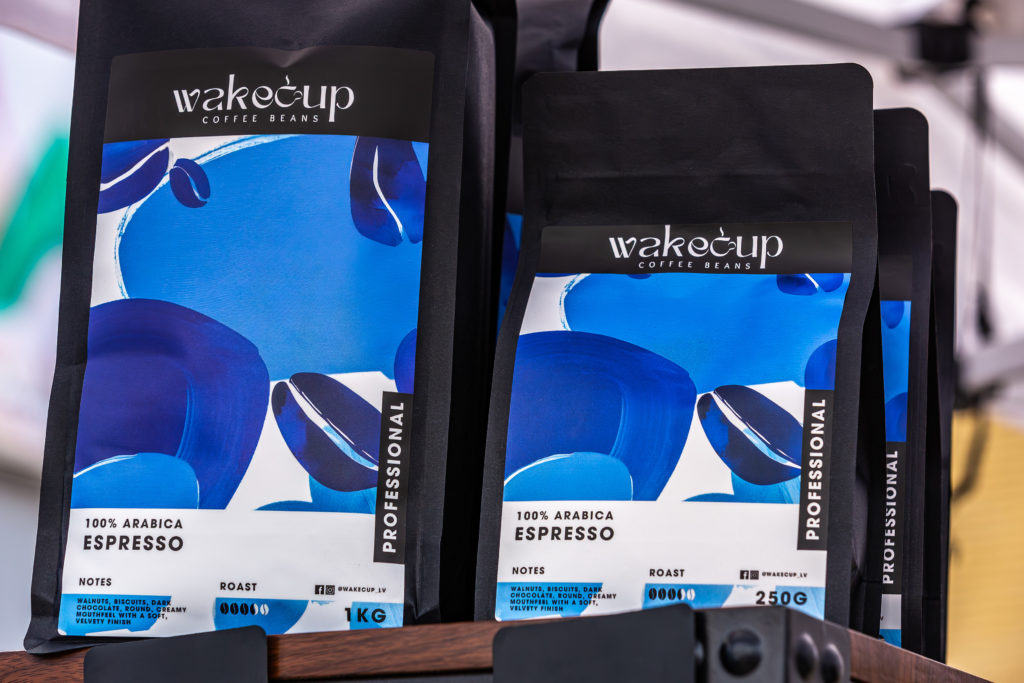 wakecup
COFFEE BEANS
PROFESSIONAL
100% ARABICA
ESPRESSO
NOTES
WALNUTS, BISCUITS, DARK
CHOCOLATE, ROUND, CREAMY
MOUTHFEEL WITH A SOFT,
VELVETY FINISH
ROAST
@WAKECUP_LV
1KG
wakecup
COFFEE BEANS
PROFESSIONAL
100% ARABICA
ESPRESSO
NOTES
WALNUTS, BISCUITS, DARK
CHOCOLATE, ROUND, CREAMY
MOUTHFEEL WITH A SOFT,
VELVETY FINISH
ROAST
@WAKECUP_LV
250G
PROFESSIONAL